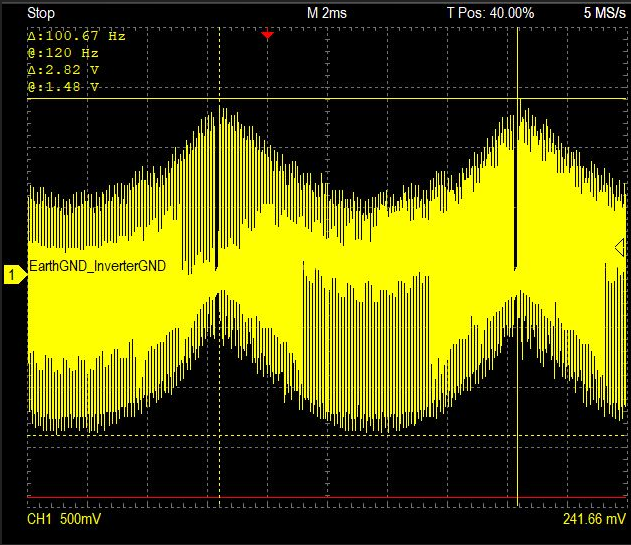 Stop M 2ms T Pos: 40.00% 5 MS/s
Δ:100.67 Hz
@:120 Hz
Δ:2.82 V
@:1.48 V
EarthGND_InverterGND
1
CH1 500mV 241.66 mV